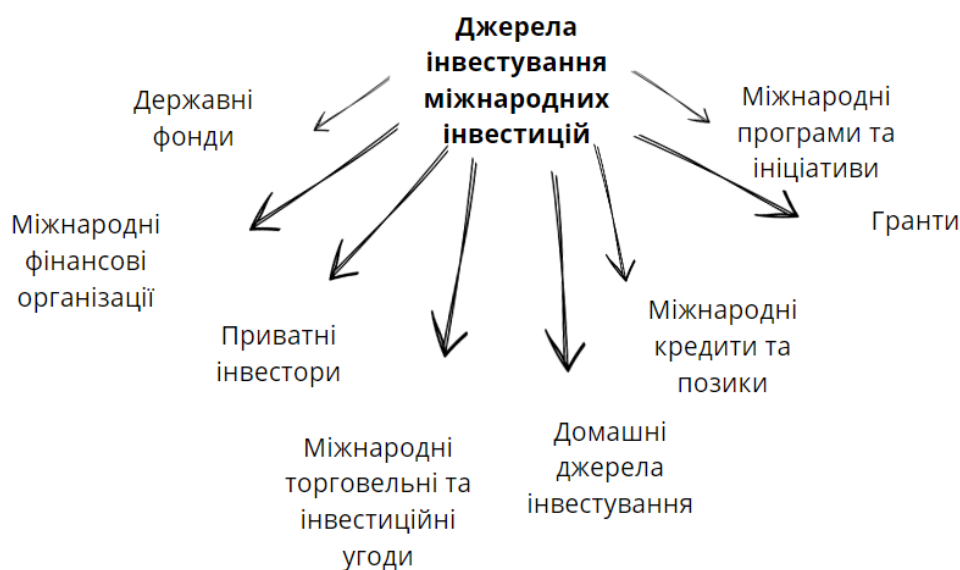 Джерела
інвестування
міжнародних
інвестицій
Державні
фонди
Міжнародні
фінансові
організації
Приватні
інвестори
Міжнародні
торговельні та
інвестиційні
угоди
Домашні
джерела
інвестування
Міжнародні
кредити та
позики
Гранти
Міжнародні
програми та
ініціативи